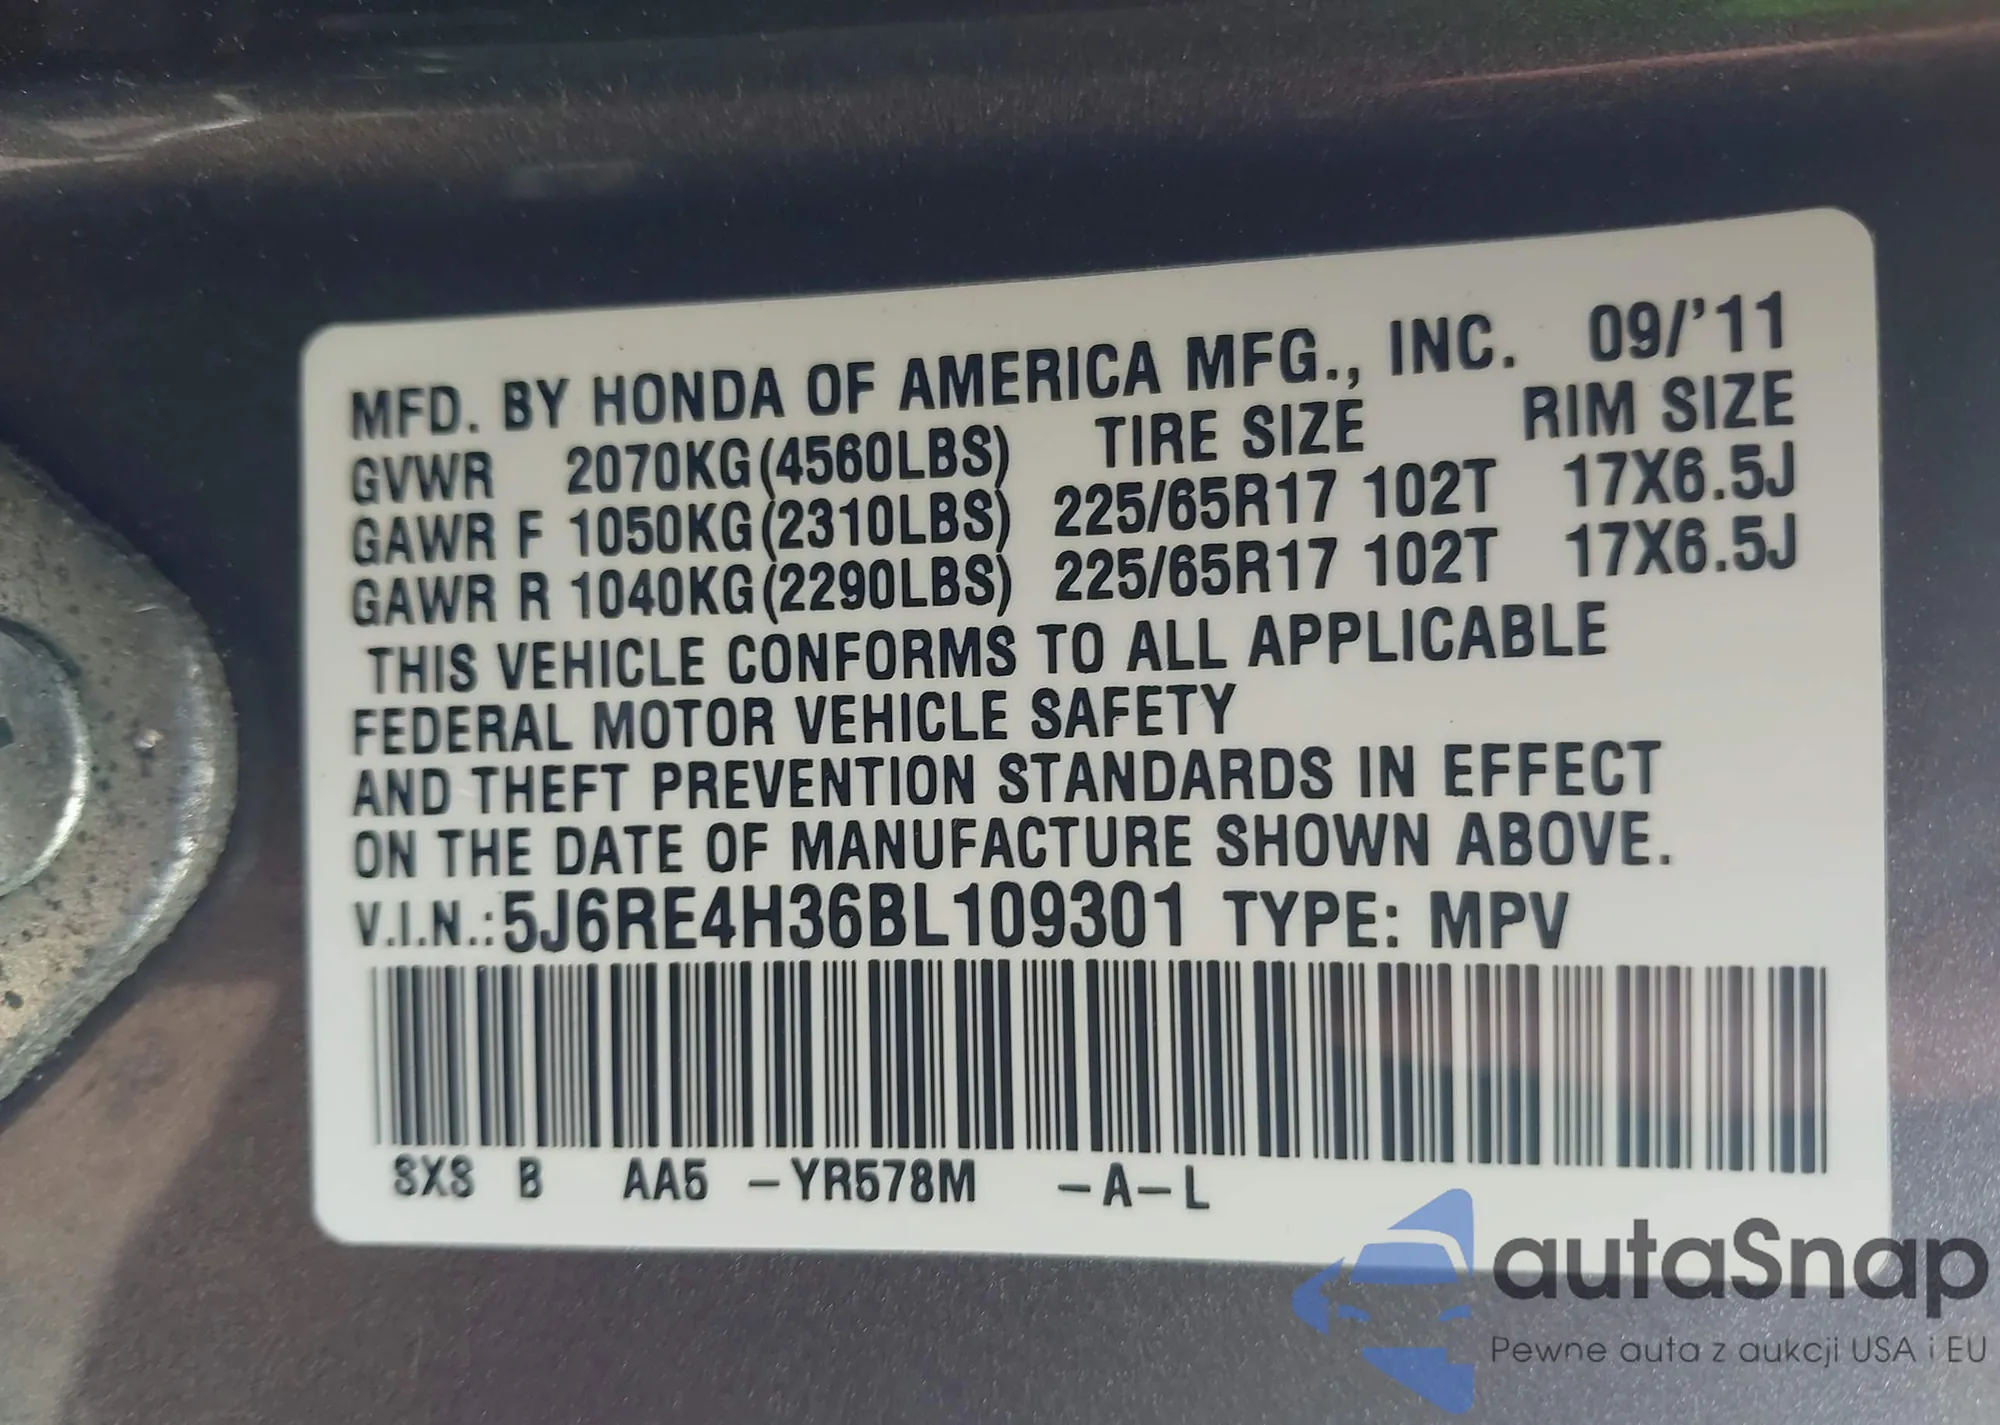 MFD. BY HONDA OF AMERICA MFG., INC. 09/'11
GVWR 2070KG(4560LBS) TIRE SIZE RIM SIZE
GAWR F 1050KG(2310LBS) 225/65R17 102T 17X6.5J
GAWR R 1040KG(2290LBS) 225/65R17 102T 17X6.5J
THIS VEHICLE CONFORMS TO ALL APPLICABLE
FEDERAL MOTOR VEHICLE SAFETY
AND THEFT PREVENTION STANDARDS IN EFFECT
ON THE DATE OF MANUFACTURE SHOWN ABOVE.
V.I.N.:5J6RE4H36BL109301 TYPE: MPV
SXS B AA5 -YR578M -A-L
autaSnap
Pewne auta z aukcji USA i EU